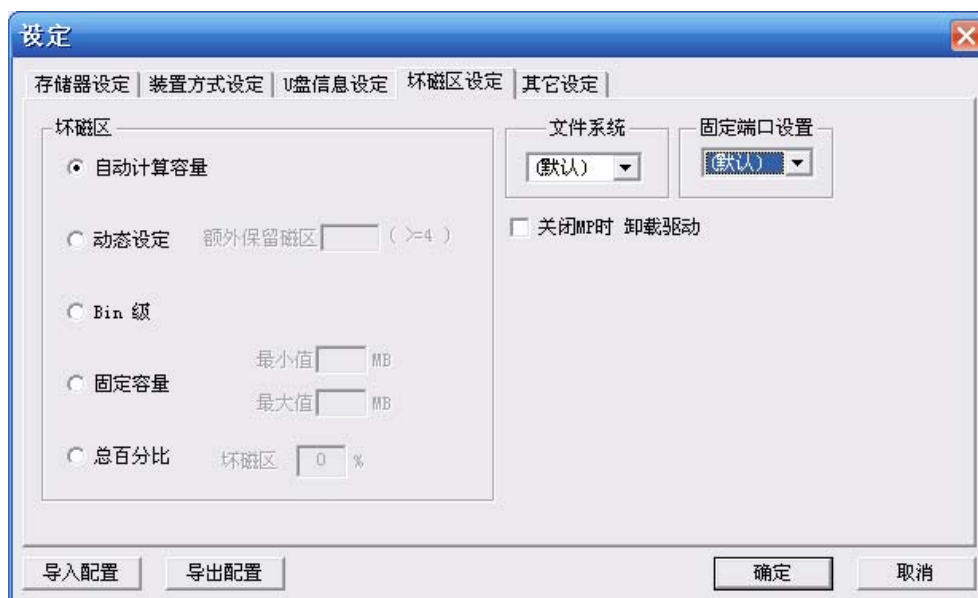 设定
存储器设定 装置方式设定 U盘信息设定 坏磁区设定 其它设定
坏磁区
自动计算容量
动态设定 额外保留磁区 ( >=4 )
Bin 级
固定容量
最小值 MB
最大值 MB
总百分比 坏磁区 0 %
文件系统
(默认)
固定端口设置
(默认)
关闭MP时 卸载驱动
导入配置 导出配置 确定 取消